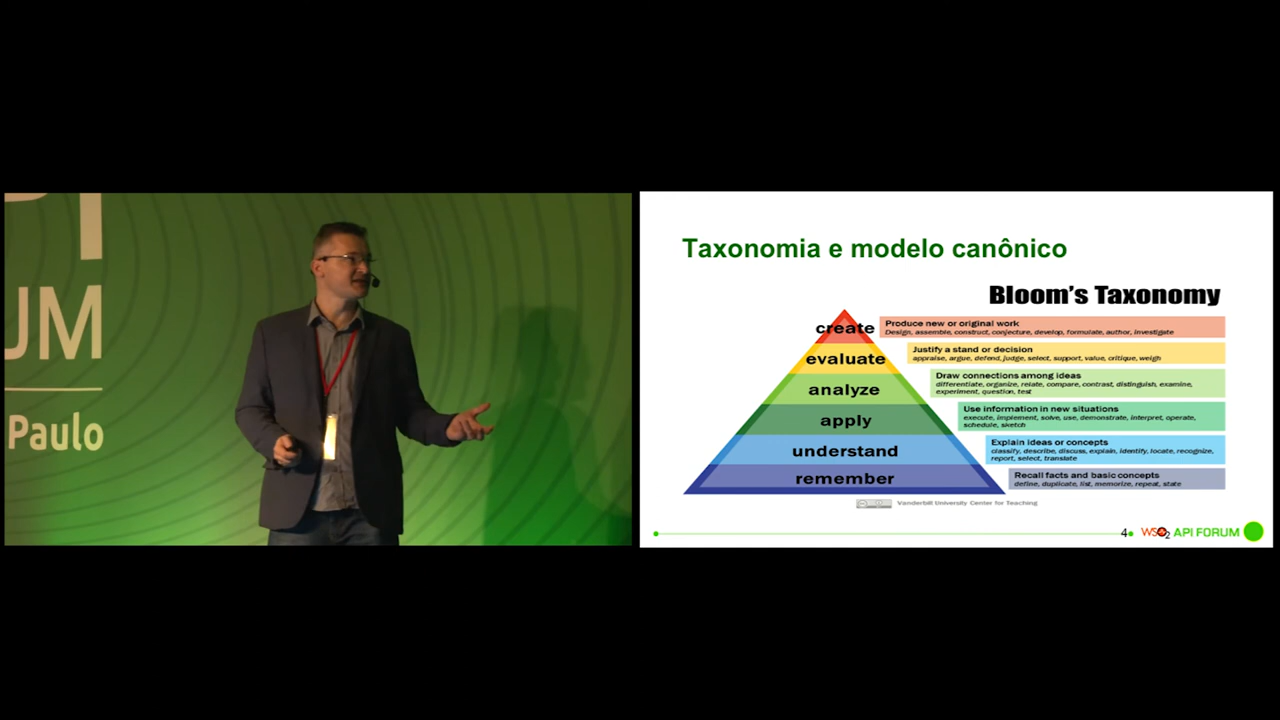 PI
UM
Paulo
Taxonomia e modelo canônico
Bloom's Taxonomy
create
Produce new or original work
Design, assemble, construct, conjecture, develop, formulate, author, investigate
evaluate
Justify a stand or decision
appraise, argue, defend, judge, select, support, value, critique, weigh
analyze
Draw connections among ideas
differentiate, organize, relate, compare, contrast, distinguish, examine,
experiment, question, test
apply
Use information in new situations
execute, implement, solve, use, demonstrate, interpret, operate,
schedule, sketch
understand
Explain ideas or concepts
classify, describe, discuss, explain, identify, locate, recognize,
report, select, translate
remember
Recall facts and basic concepts
define, duplicate, list, memorize, repeat, state
Vanderbilt University Center for Teaching
4
WSO2 API FORUM